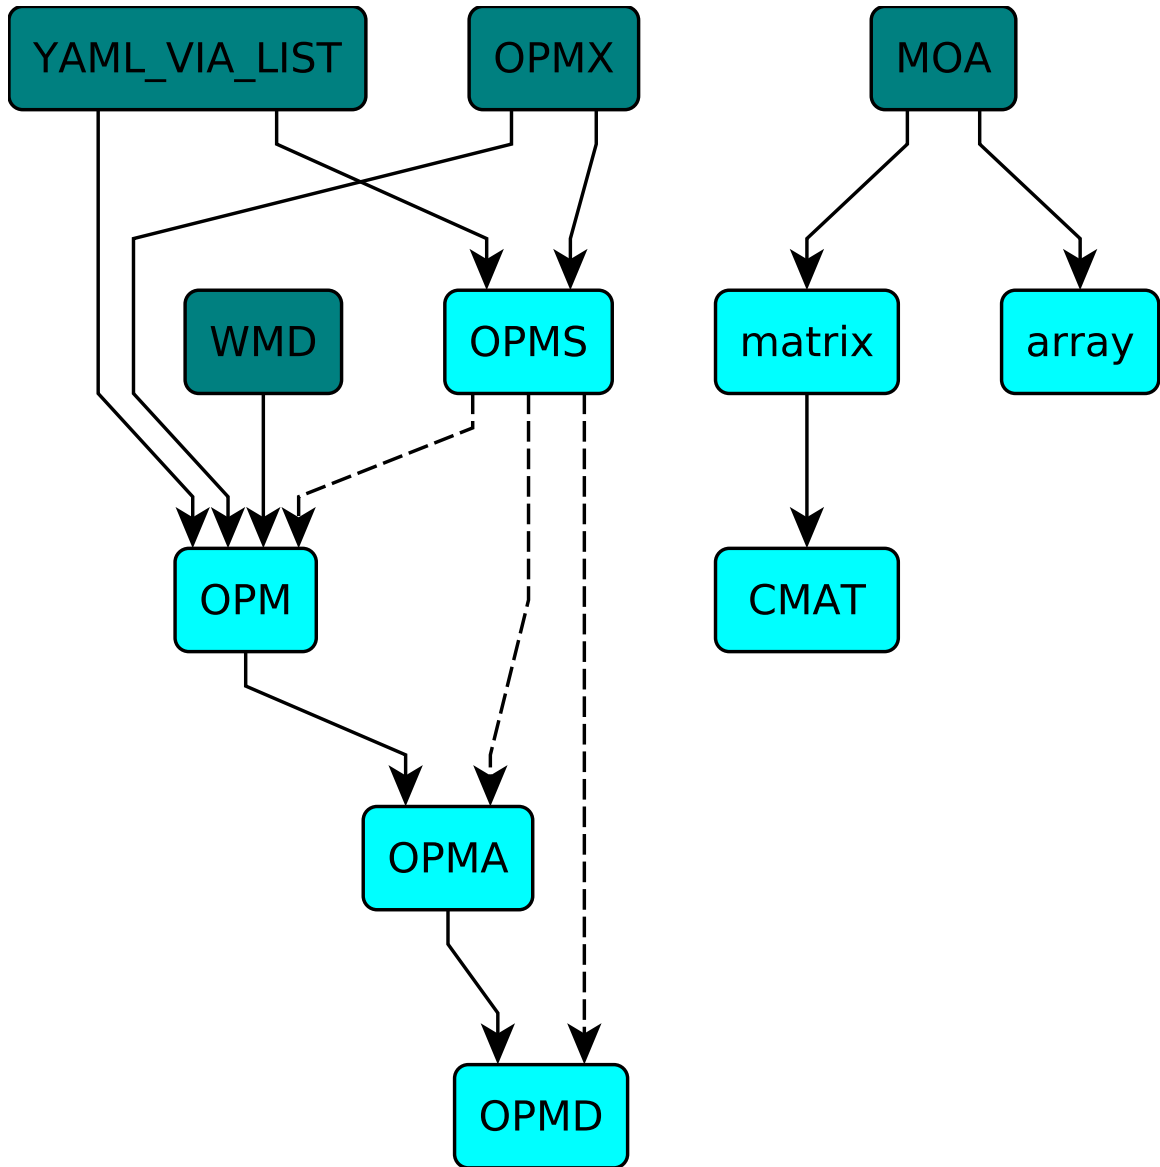 YAML_VIA_LIST
OPMX
MOA
WMD
OPMS
matrix
array
OPM
CMAT
OPMA
OPMD